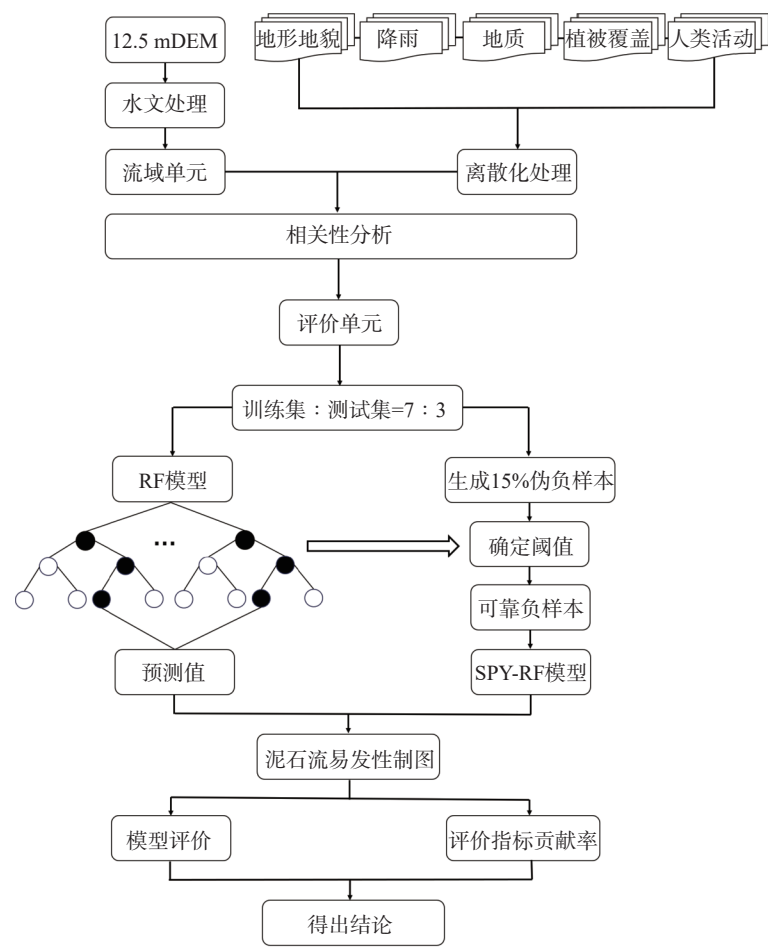 12.5 mDEM
地形地貌
降雨
地质
植被覆盖
人类活动
水文处理
流域单元
离散化处理
相关性分析
评价单元
训练集：测试集=7：3
RF模型
生成15%伪负样本
...
确定阈值
可靠负样本
预测值
SPY-RF模型
泥石流易发性制图
模型评价
评价指标贡献率
得出结论